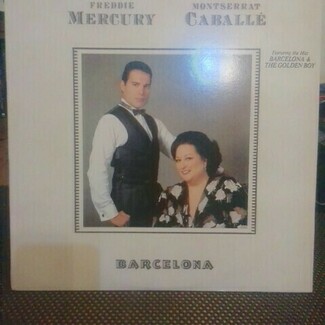 FREDDIE MERCURY
MONTSERRAT CABALLÉ
Featuring the Hits
BARCELONA &
THE GOLDEN BOY
BARCELONA